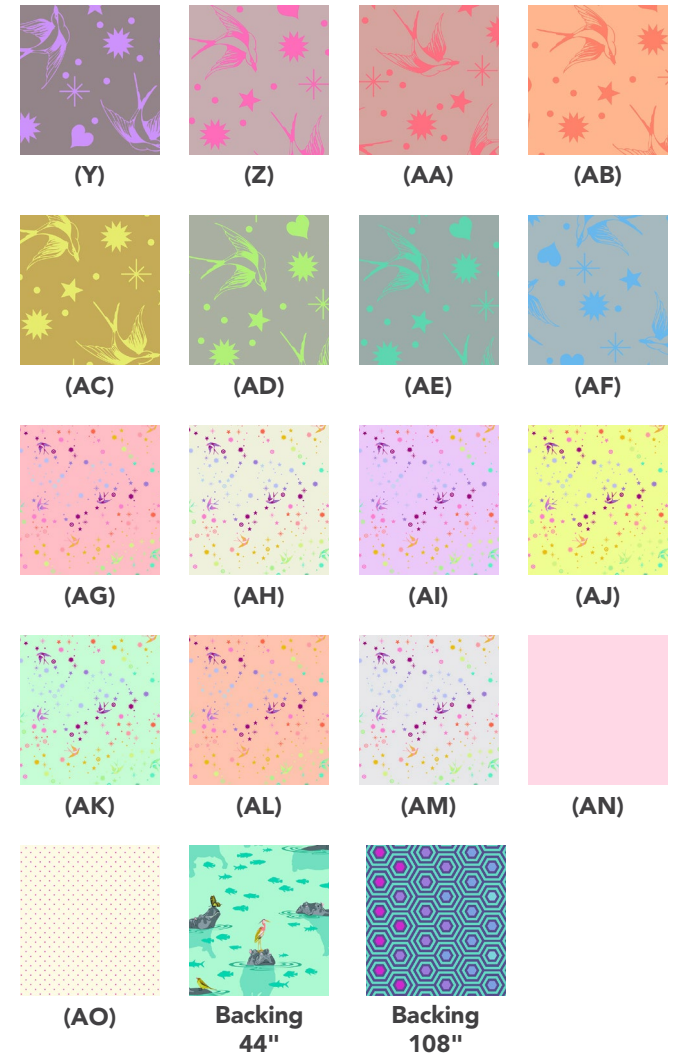 (Y) (Z) (AA) (AB)
(AC) (AD) (AE) (AF)
(AG) (AH) (AI) (AJ)
(AK) (AL) (AM) (AN)
(AO) Backing Backing
44" 108"